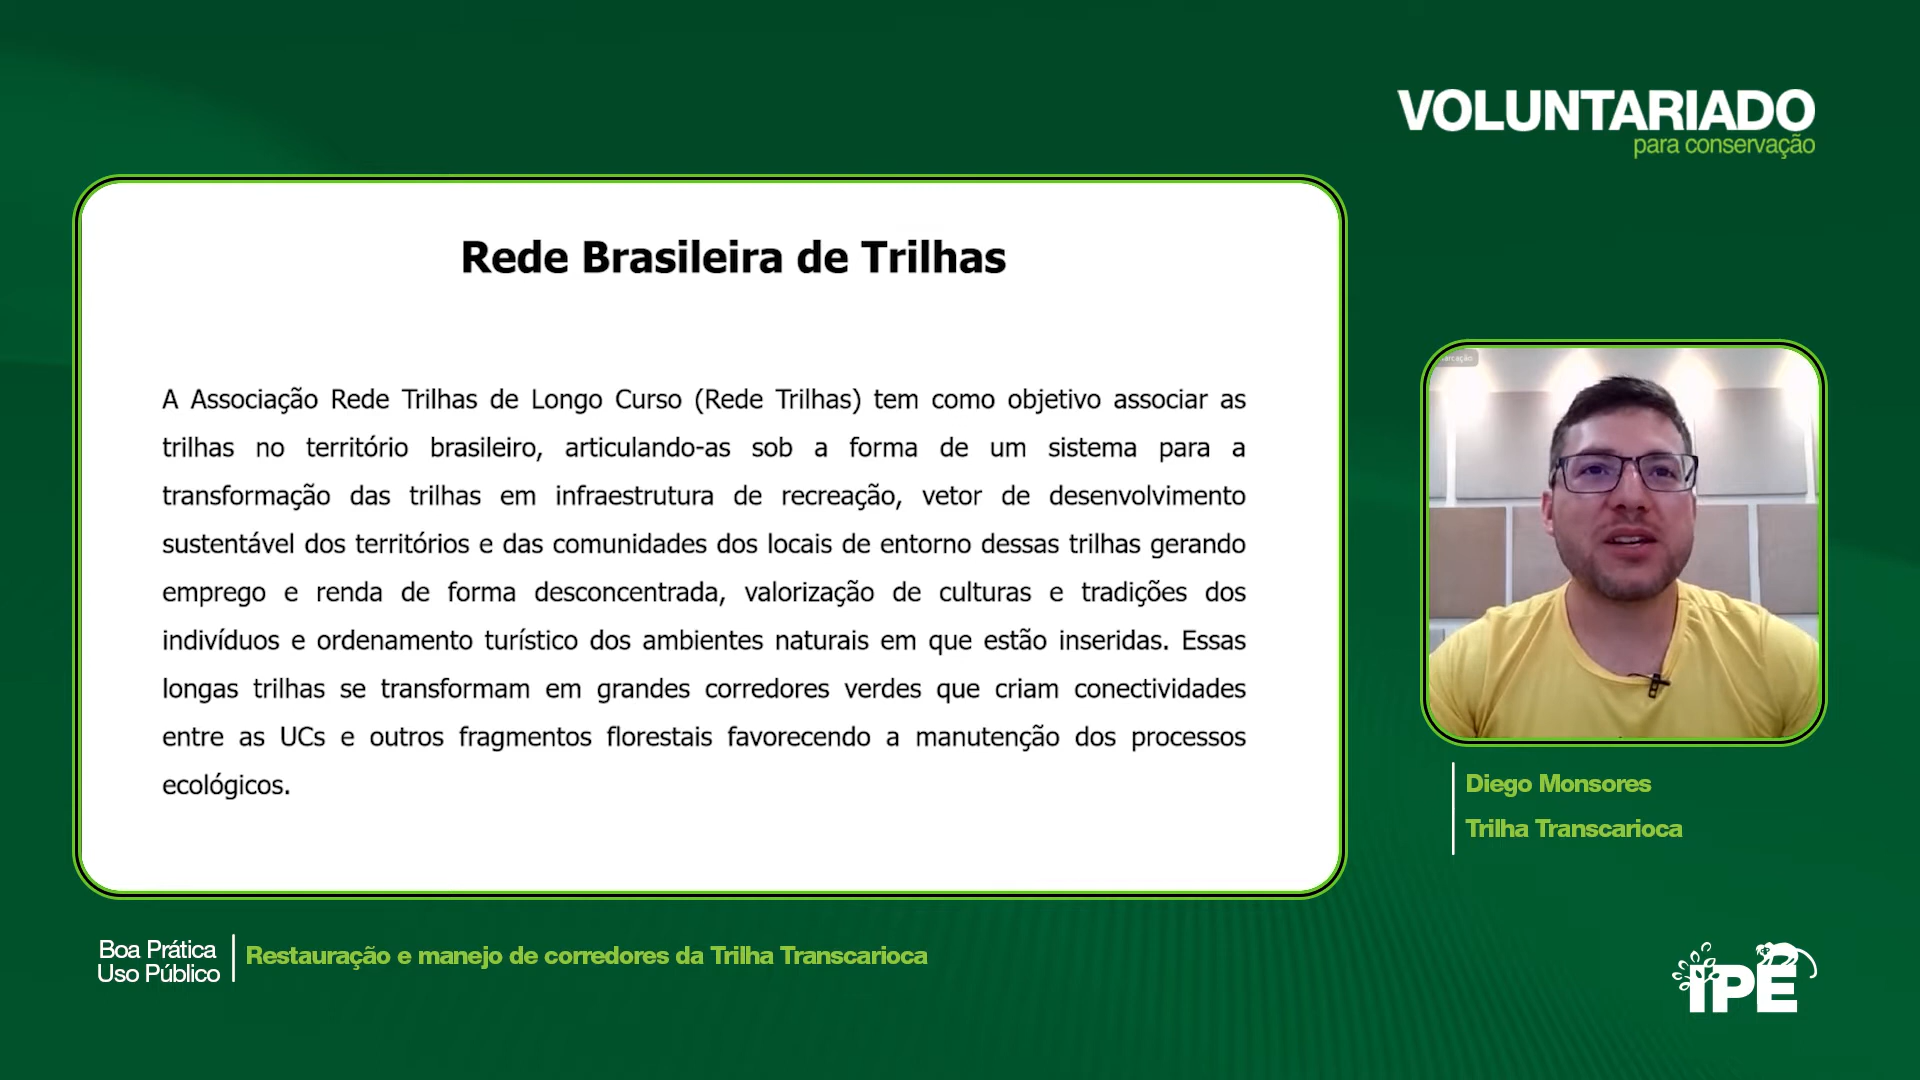 VOLUNTARIADO
para conservação
Rede Brasileira de Trilhas
A Associação Rede Trilhas de Longo Curso (Rede Trilhas) tem como objetivo associar as
trilhas no território brasileiro, articulando-as sob a forma de um sistema para a
transformação das trilhas em infraestrutura de recreação, vetor de desenvolvimento
sustentável dos territórios e das comunidades dos locais de entorno dessas trilhas gerando
emprego e renda de forma desconcentrada, valorização de culturas e tradições dos
indivíduos e ordenamento turístico dos ambientes naturais em que estão inseridas. Essas
longas trilhas se transformam em grandes corredores verdes que criam conectividades
entre as UCs e outros fragmentos florestais favorecendo a manutenção dos processos
ecológicos.
Diego Monsores
Trilha Transcarioca
Boa Prática
Uso Público
Restauração e manejo de corredores da Trilha Transcarioca
IPÊ